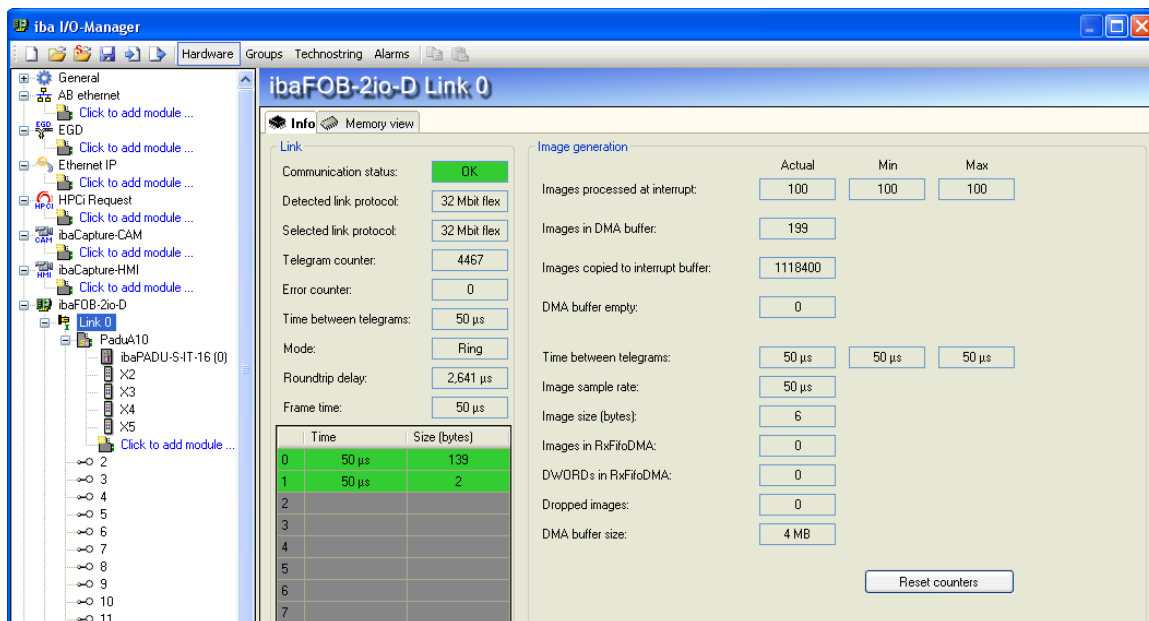 iba I/O-Manager
Hardware Groups Technostring Alarms
General
AB ethernet
Click to add module ...
EGD
Click to add module ...
Ethernet IP
Click to add module ...
HPCi Request
Click to add module ...
ibaCapture-CAM
Click to add module ...
ibaCapture-HMI
Click to add module ...
ibaFOB-2io-D
Link 0
PaduA10
ibaPADU-S-IT-16 (0)
X2
X3
X4
X5
Click to add module ...
2
3
4
5
6
7
8
9
10
11
ibaFOB-2io-D Link 0
Info Memory view
Link
Communication status: OK
Detected link protocol: 32 Mbit flex
Selected link protocol: 32 Mbit flex
Telegram counter: 4467
Error counter: 0
Time between telegrams: 50 µs
Mode: Ring
Roundtrip delay: 2,641 µs
Frame time: 50 µs
Time Size (bytes)
0 50 µs 139
1 50 µs 2
2
3
4
5
6
7
Image generation
Actual Min Max
Images processed at interrupt: 100 100 100
Images in DMA buffer: 199
Images copied to interrupt buffer: 1118400
DMA buffer empty: 0
Time between telegrams: 50 µs 50 µs 50 µs
Image sample rate: 50 µs
Image size (bytes): 6
Images in RxFifoDMA: 0
DWORDs in RxFifoDMA: 0
Dropped images: 0
DMA buffer size: 4 MB
Reset counters